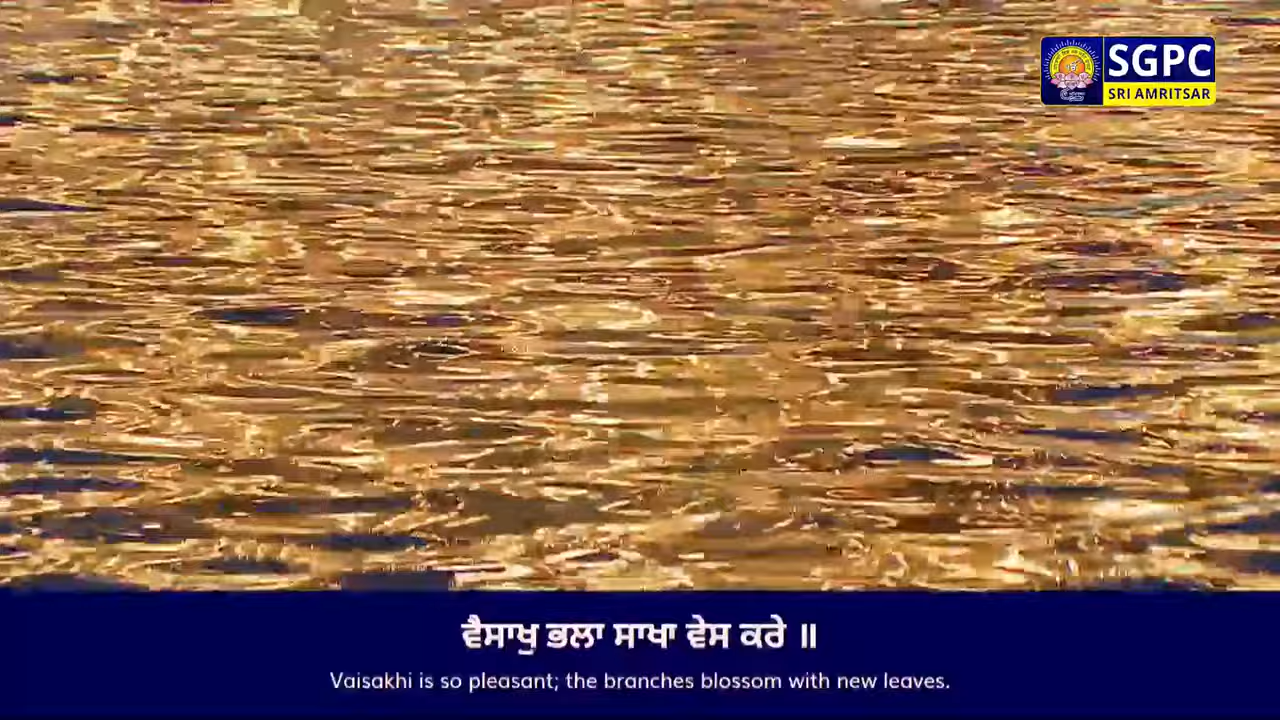 SGPC
SRI AMRITSAR
ਵੈਸਾਖੁ ਭਲਾ ਸਾਖਾ ਵੇਸ ਕਰੇ ॥
Vaisakhi is so pleasant; the branches blossom with new leaves.